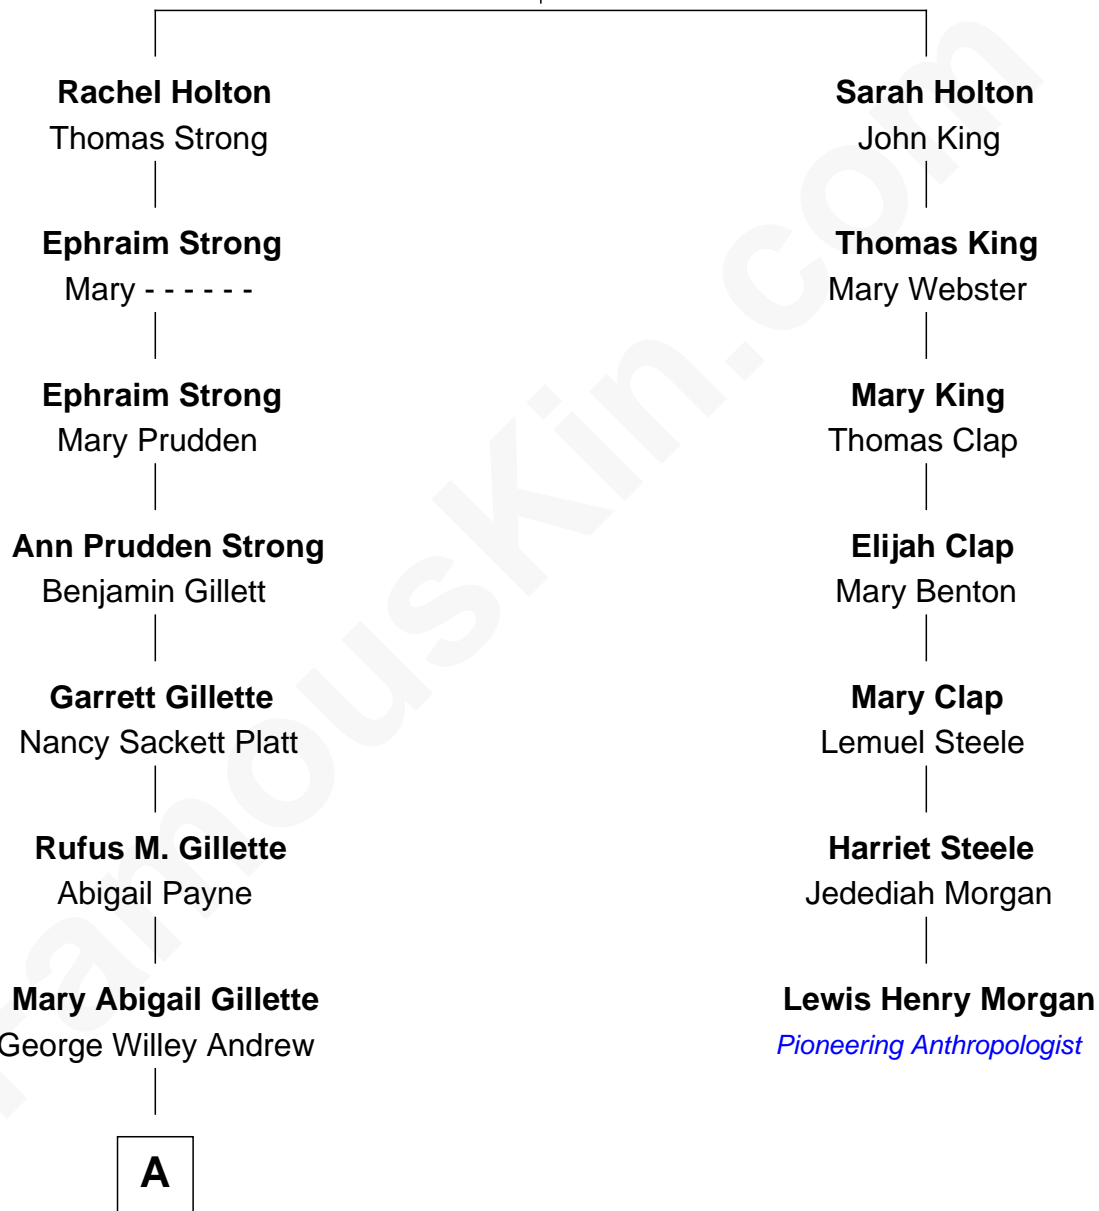 Rachel Holton
Thomas Strong
Sarah Holton
John King
Ephraim Strong
Mary - - - - - -
Thomas King
Mary Webster
Ephraim Strong
Mary Prudden
Mary King
Thomas Clap
Ann Prudden Strong
Benjamin Gillett
Elijah Clap
Mary Benton
Garrett Gillette
Nancy Sackett Platt
Mary Clap
Lemuel Steele
Rufus M. Gillette
Abigail Payne
Harriet Steele
Jedediah Morgan
Mary Abigail Gillette
George Willey Andrew
Lewis Henry Morgan
Pioneering Anthropologist
A
FamousKin.com